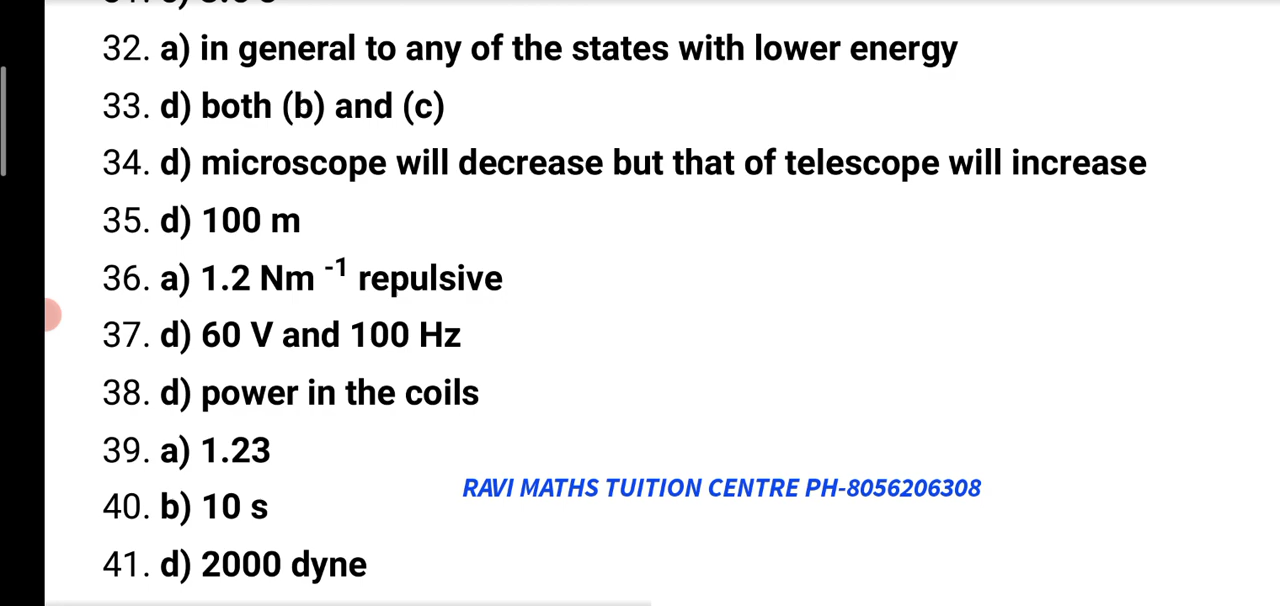 32. a) in general to any of the states with lower energy
33. d) both (b) and (c)
34. d) microscope will decrease but that of telescope will increase
35. d) 100 m
36. a) 1.2 Nm -1 repulsive
37. d) 60 V and 100 Hz
38. d) power in the coils
39. a) 1.23
RAVI MATHS TUITION CENTRE PH-8056206308
40. b) 10 s
41. d) 2000 dyne